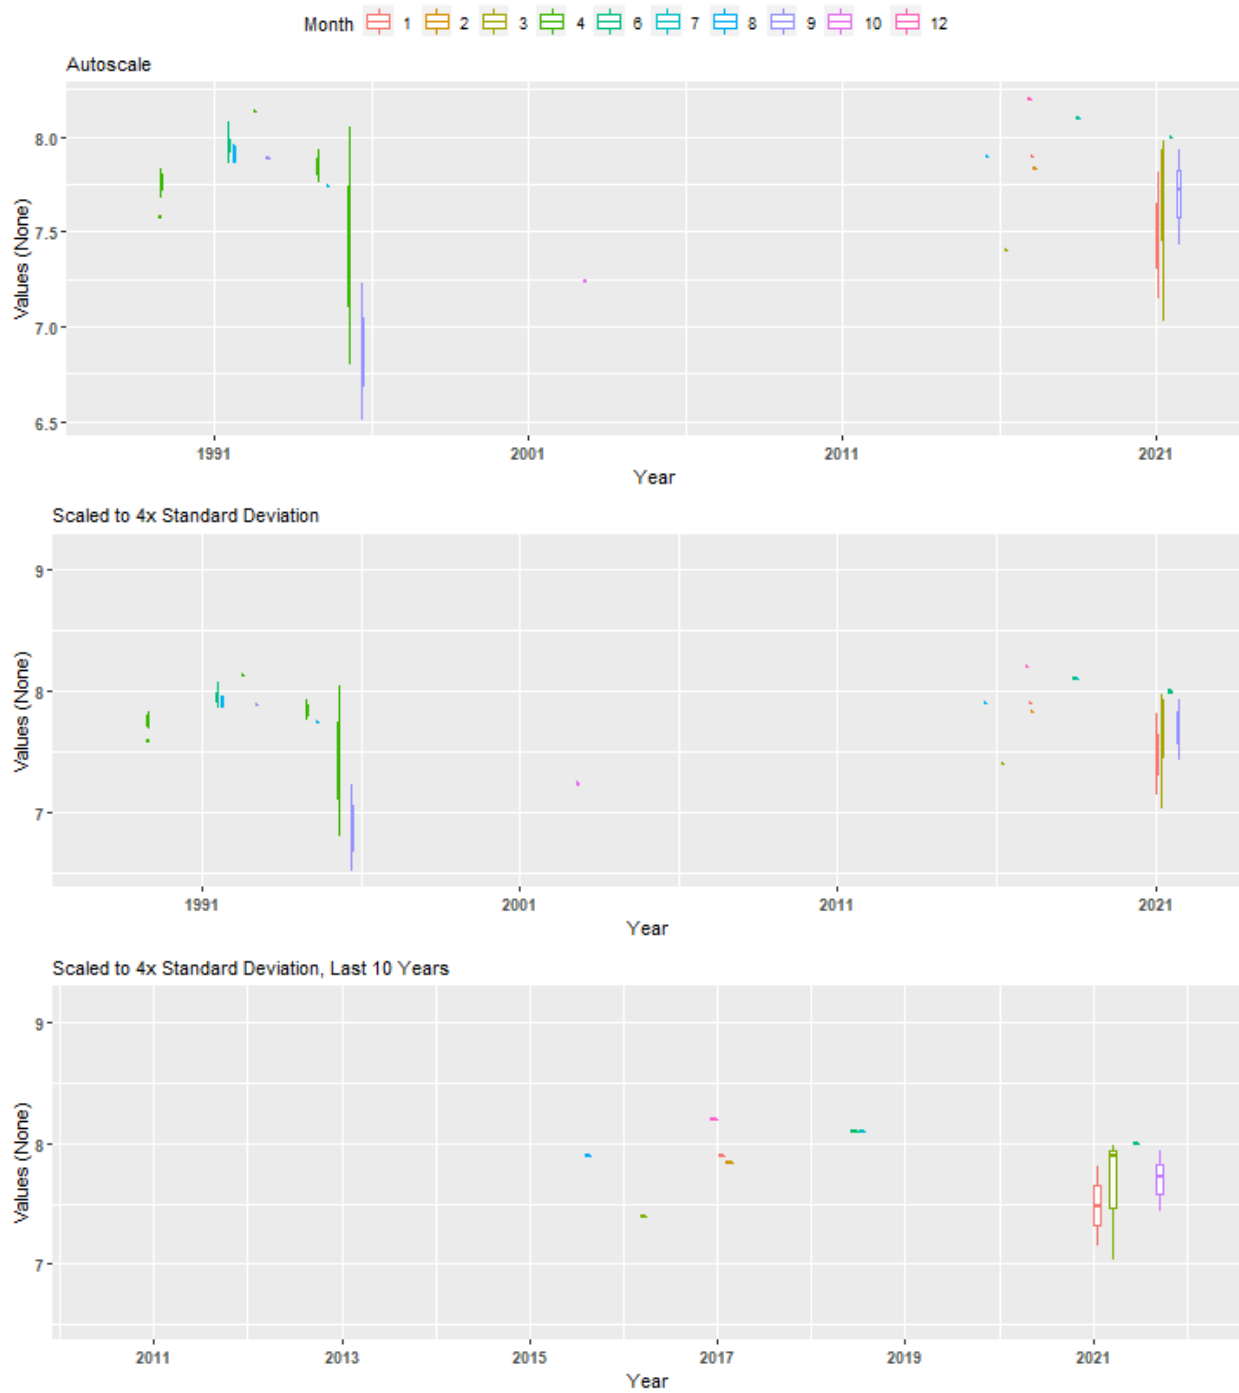 Month 1 2 3 4 6 7 8 9 10 12
Autoscale
8.0
7.5
7.0
6.5
Values (None)
1991 2001 2011 2021
Year
Scaled to 4x Standard Deviation
9
8
7
Values (None)
1991 2001 2011 2021
Year
Scaled to 4x Standard Deviation, Last 10 Years
9
8
7
Values (None)
2011 2013 2015 2017 2019 2021
Year